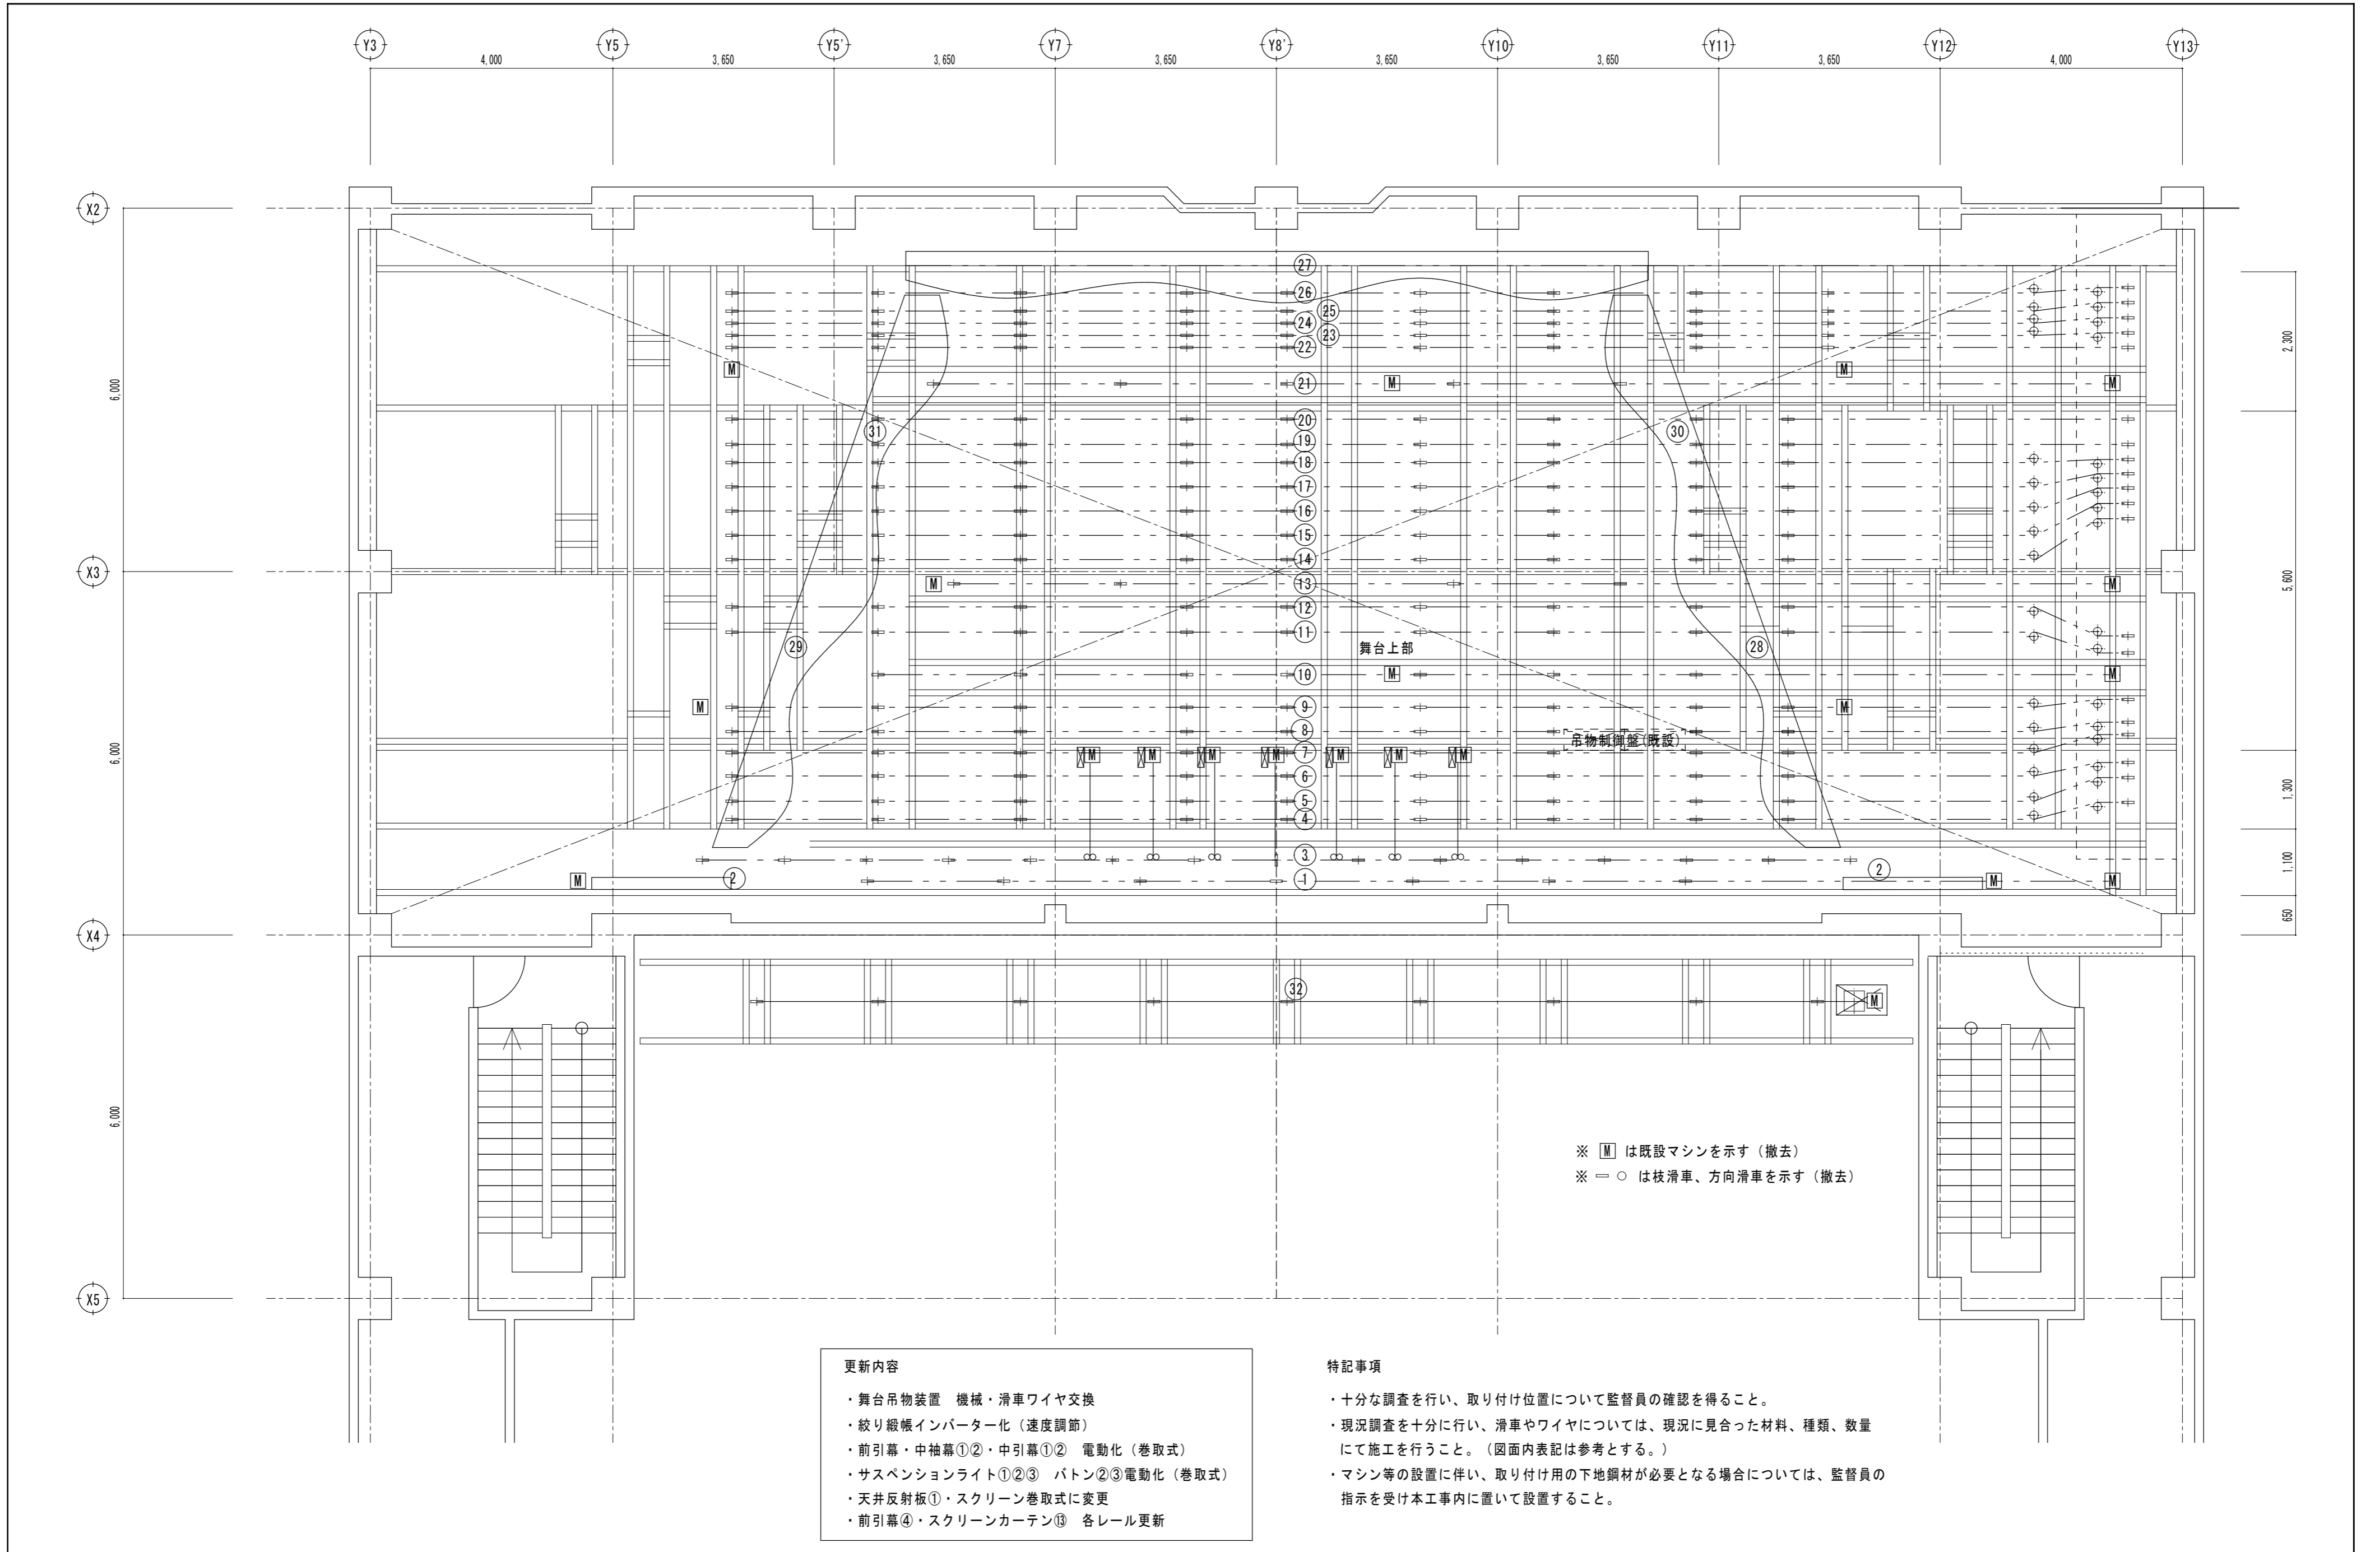 Y3 Y5 Y5' Y7 Y8' Y10 Y11 Y12 Y13
4,000 3,650 3,650 3,650 3,650 3,650 3,650 4,000
X2
27
26
25
24
23
22
M M
2,300
21 M M
6,000
20
31 30
19
18
17
16
15
14
X3
M 13 M
5,600
12
11
29 舞台上部 28
10 M M
M 9 M
8
吊物制御盤(既設)
6,000
M M M M 7 M M M
6
1,300
5
4
3
1,100
2 2
M 1 M M
650
X4
32
M
6,000
※ M は既設マシンを示す（撤去）
※ ○ は枝滑車、方向滑車を示す（撤去）
X5
更新内容
・舞台吊物装置　機械・滑車ワイヤ交換
・絞り緞帳インバーター化（速度調節）
・前引幕・中袖幕①②・中引幕①②　電動化（巻取式）
・サスペンションライト①②③　バトン②③電動化（巻取式）
・天井反射板①・スクリーン巻取式に変更
・前引幕④・スクリーンカーテン⑬　各レール更新
特記事項
・十分な調査を行い、取り付け位置について監督員の確認を得ること。
・現況調査を十分に行い、滑車やワイヤについては、現況に見合った材料、種類、数量
にて施工を行うこと。（図面内表記は参考とする。）
・マシン等の設置に伴い、取り付け用の下地鋼材が必要となる場合については、監督員の
指示を受け本工事内に置いて設置すること。